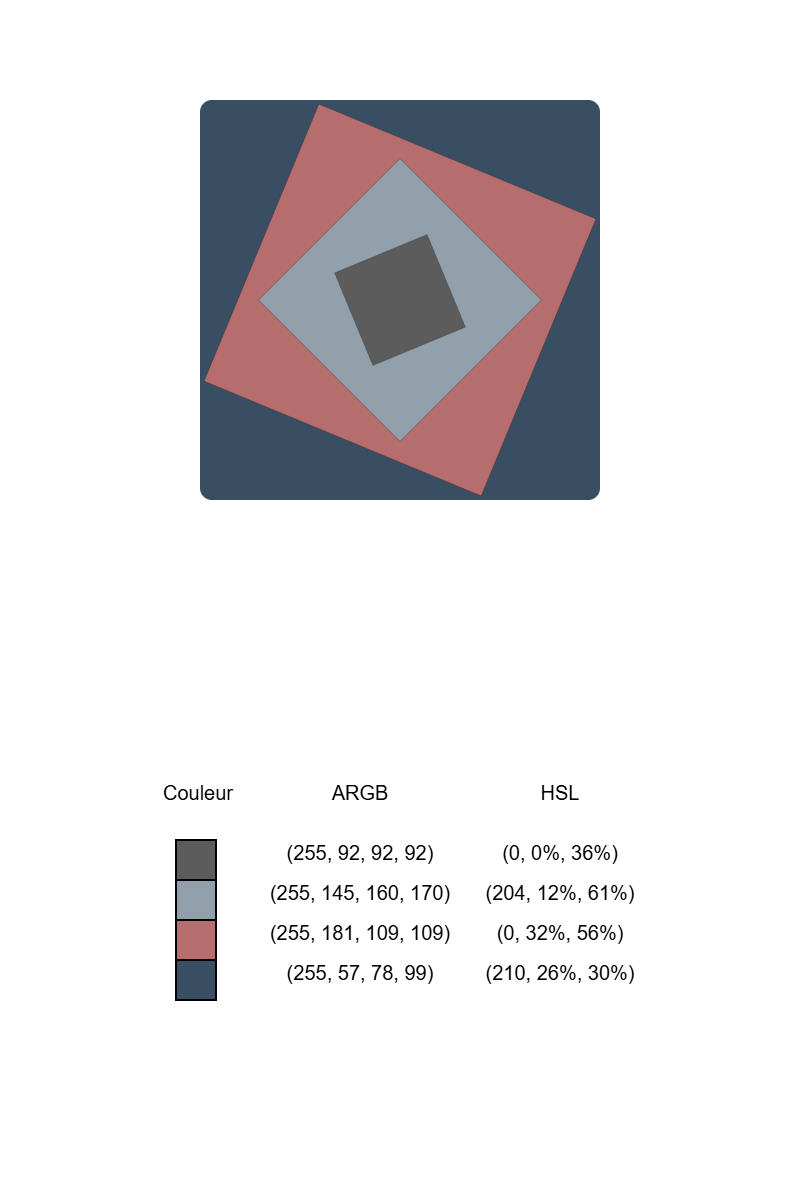 Couleur ARGB HSL
(255, 92, 92, 92) (0, 0%, 36%)
(255, 145, 160, 170) (204, 12%, 61%)
(255, 181, 109, 109) (0, 32%, 56%)
(255, 57, 78, 99) (210, 26%, 30%)